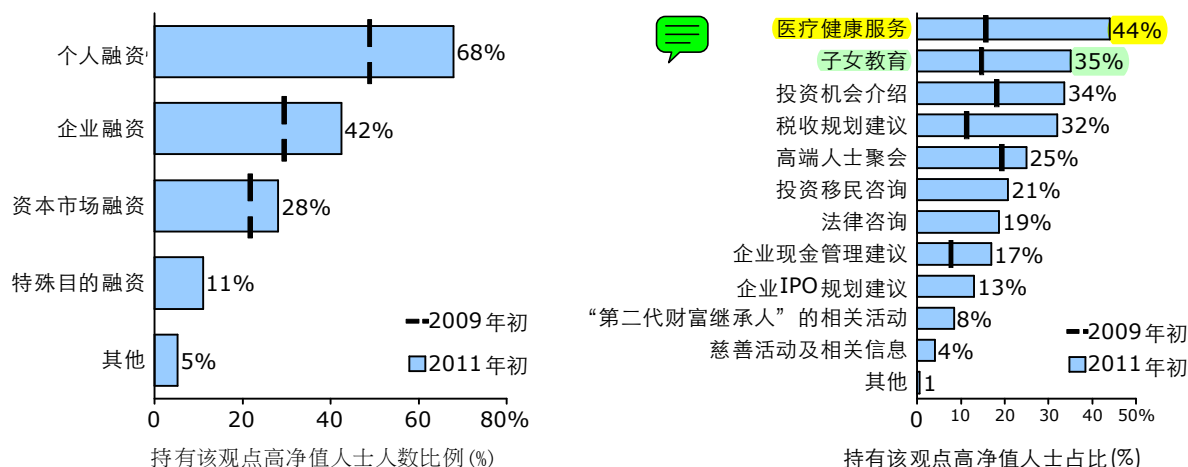 个人融资
68%
企业融资
42%
资本市场融资
28%
特殊目的融资
11%
其他
5%
2009年初
2011年初
0 20 40 60 80%
持有该观点高净值人士人数比例(%)
医疗健康服务
44%
子女教育
35%
投资机会介绍
34%
税收规划建议
32%
高端人士聚会
25%
投资移民咨询
21%
法律咨询
19%
企业现金管理建议
17%
企业IPO规划建议
13%
“第二代财富继承人”的相关活动
8%
慈善活动及相关信息
4%
其他
1
2009年初
2011年初
0 10 20 30 40 50%
持有该观点高净值人士占比(%)